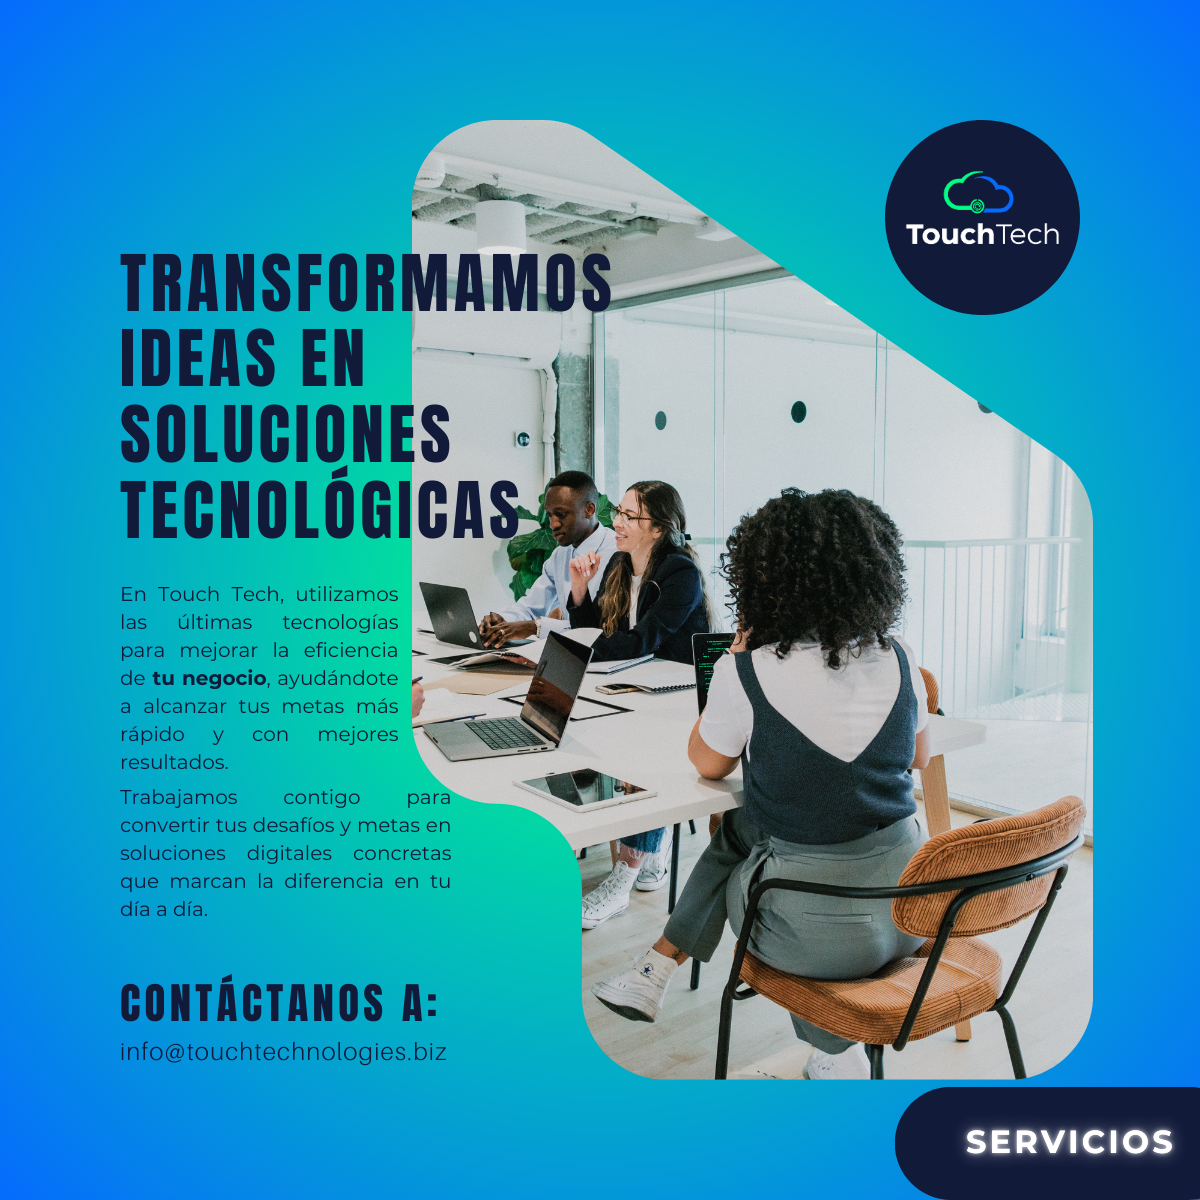 TouchTech
TRANSFORMAMOS
IDEAS EN
SOLUCIONES
TECNOLÓGICAS
En Touch Tech, utilizamos
las últimas tecnologías
para mejorar la eficiencia
de tu negocio, ayudándote
a alcanzar tus metas más
rápido y con mejores
resultados.
Trabajamos contigo para
convertir tus desafíos y metas en
soluciones digitales concretas
que marcan la diferencia en tu
día a día.
CONTÁCTANOS A:
info@touchtechnologies.biz
SERVICIOS